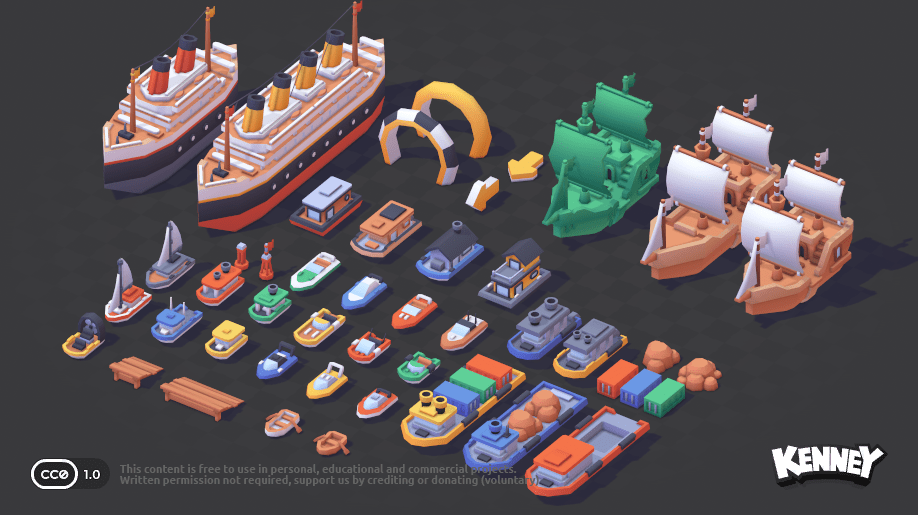 CC0 1.0
This content is free to use in personal, educational and commercial projects.
Written permission not required, support us by crediting or donating (voluntary)
KENNEY